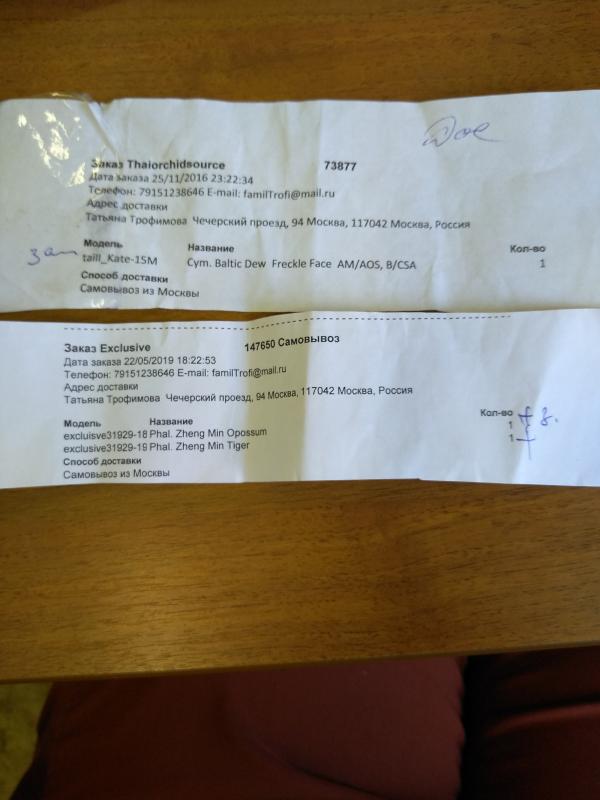 Дое
Заказ Thaiorchidsource 73877
Дата заказа 25/11/2016 23:22:34
Телефон: 79151238646 E-mail: familTrofi@mail.ru
Адрес доставки
Татьяна Трофимова Чечерский проезд, 94 Москва, 117042 Москва, Россия
Модель Название Кол-во
taill_Kate-1SM Cym. Baltic Dew Freckle Face AM/AOS, B/CSA 1
Способ доставки
Самовывоз из Москвы
Заказ Exclusive 147650 Самовывоз
Дата заказа 22/05/2019 18:22:53
Телефон: 79151238646 E-mail: familTrofi@mail.ru
Адрес доставки
Татьяна Трофимова Чечерский проезд, 94 Москва, 117042 Москва, Россия
Модель Название Кол-во
exclusive31929-18 Phal. Zheng Min Opossum 1
exclusive31929-19 Phal. Zheng Min Tiger 1
Способ доставки
Самовывоз из Москвы